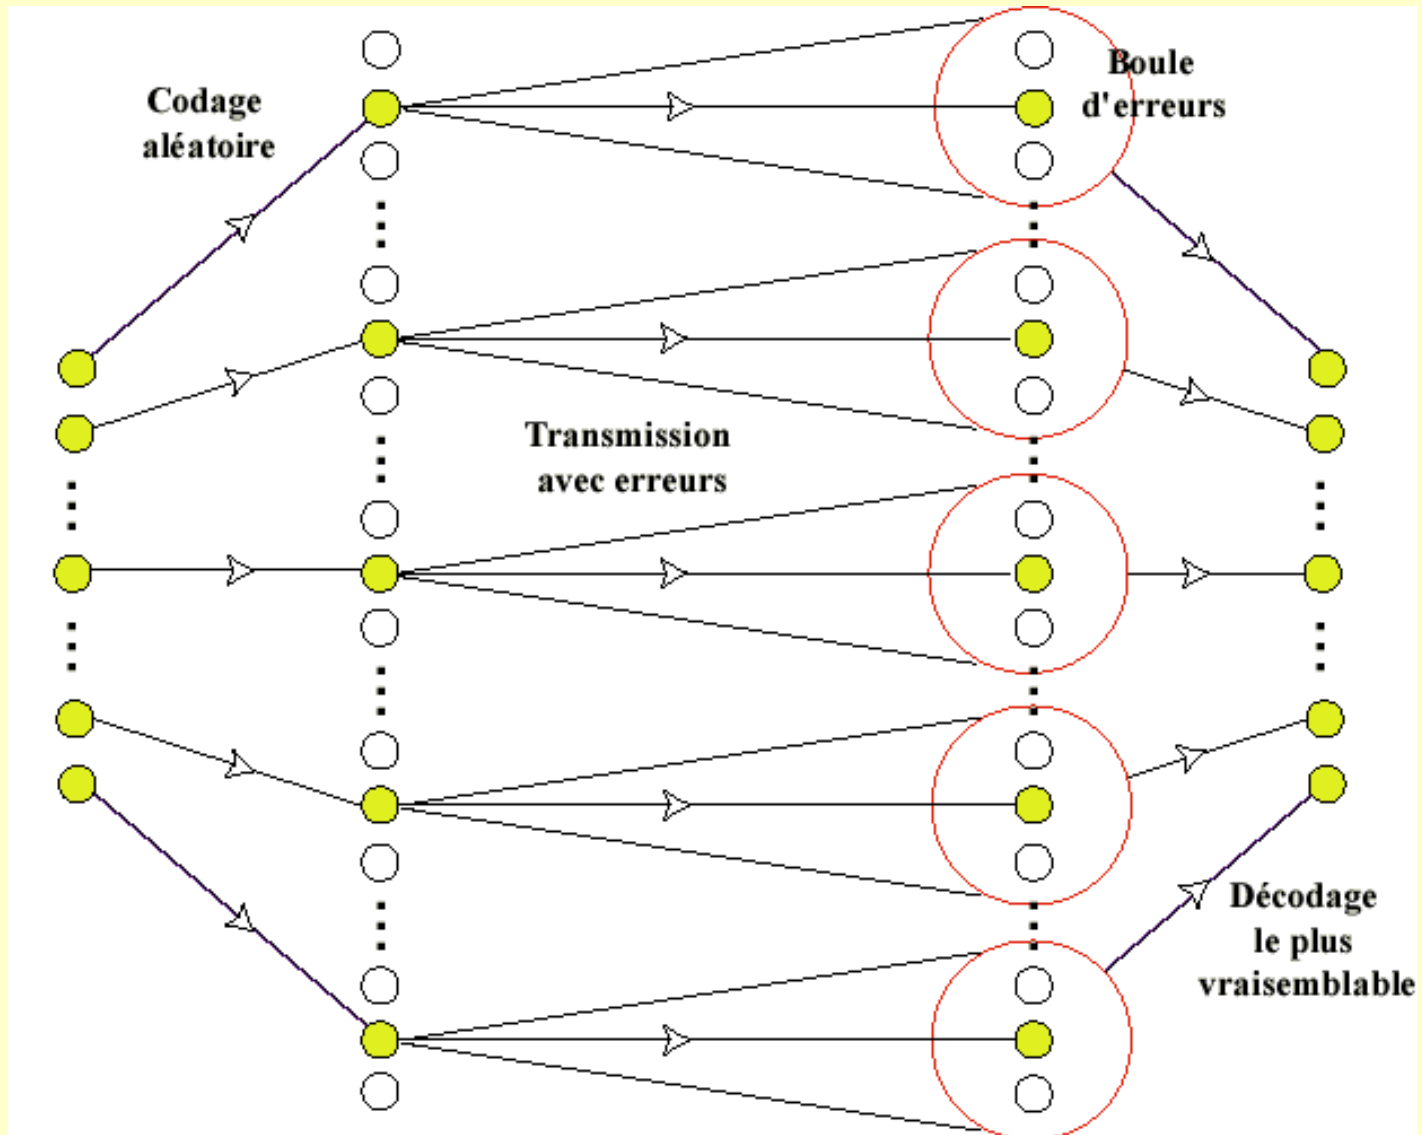 Codage
aléatoire
Boule
d'erreurs
Transmission
avec erreurs
Décodage
le plus
vraisemblable